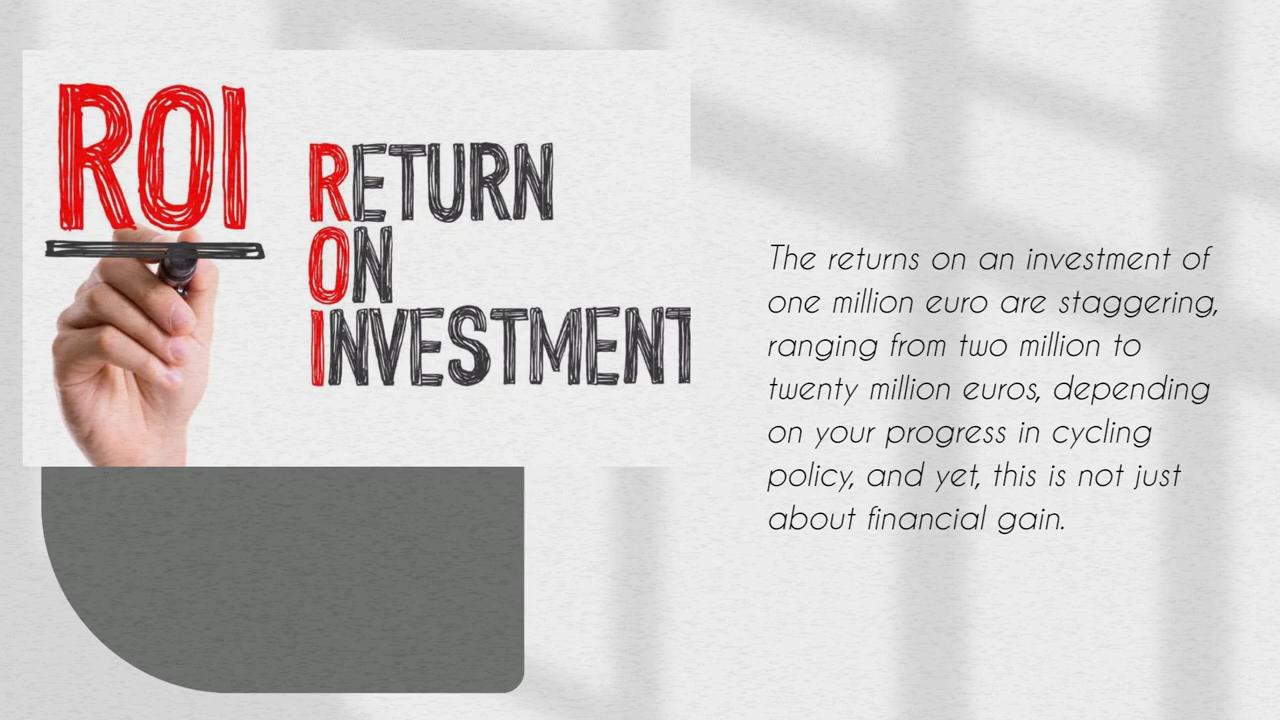 ROI
RETURN
ON
INVESTMENT
The returns on an investment of
one million euro are staggering,
ranging from two million to
twenty million euros, depending
on your progress in cycling
policy, and yet, this is not just
about financial gain.